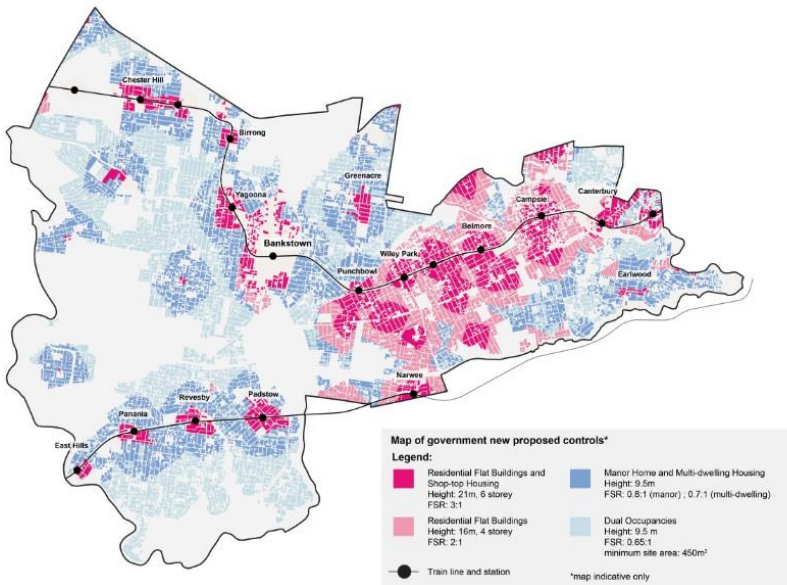 Chester Hill
Birrong
Greenacre
Yagoona
Campsie
Canterbury
Bankstown
Belmore
Wiley Park
Punchbowl
Earlwood
Narwee
Padstow
Revesby
Panania
East Hills
Map of government new proposed controls*
Legend:
Residential Flat Buildings and
Shop-top Housing
Height: 21m, 6 storey
FSR: 3:1
Residential Flat Buildings
Height: 16m, 4 storey
FSR: 2:1
Train line and station
Manor Home and Multi-dwelling Housing
Height: 9.5m
FSR: 0.8:1 (manor) ; 0.7:1 (multi-dwelling)
Dual Occupancies
Height: 9.5 m
FSR: 0.65:1
minimum site area: 450m²
*map indicative only